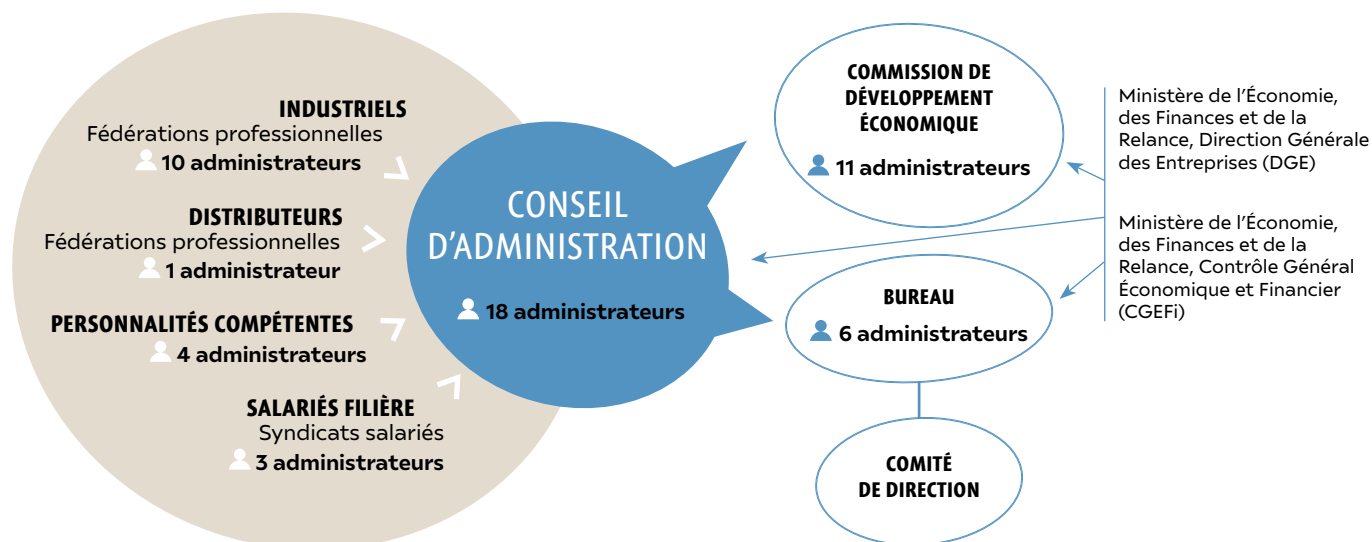 INDUSTRIELS
Fédérations professionnelles
10 administrateurs
DISTRIBUTEURS
Fédérations professionnelles
1 administrateur
PERSONNALITÉS COMPÉTENTES
4 administrateurs
SALARIÉS FILIÈRE
Syndicats salariés
3 administrateurs
CONSEIL
D'ADMINISTRATION
18 administrateurs
COMMISSION DE
DÉVELOPPEMENT
ÉCONOMIQUE
11 administrateurs
BUREAU
6 administrateurs
COMITÉ
DE DIRECTION
Ministère de l'Économie,
des Finances et de la
Relance, Direction Générale
des Entreprises (DGE)
Ministère de l'Économie,
des Finances et de la
Relance, Contrôle Général
Économique et Financier
(CGEFi)